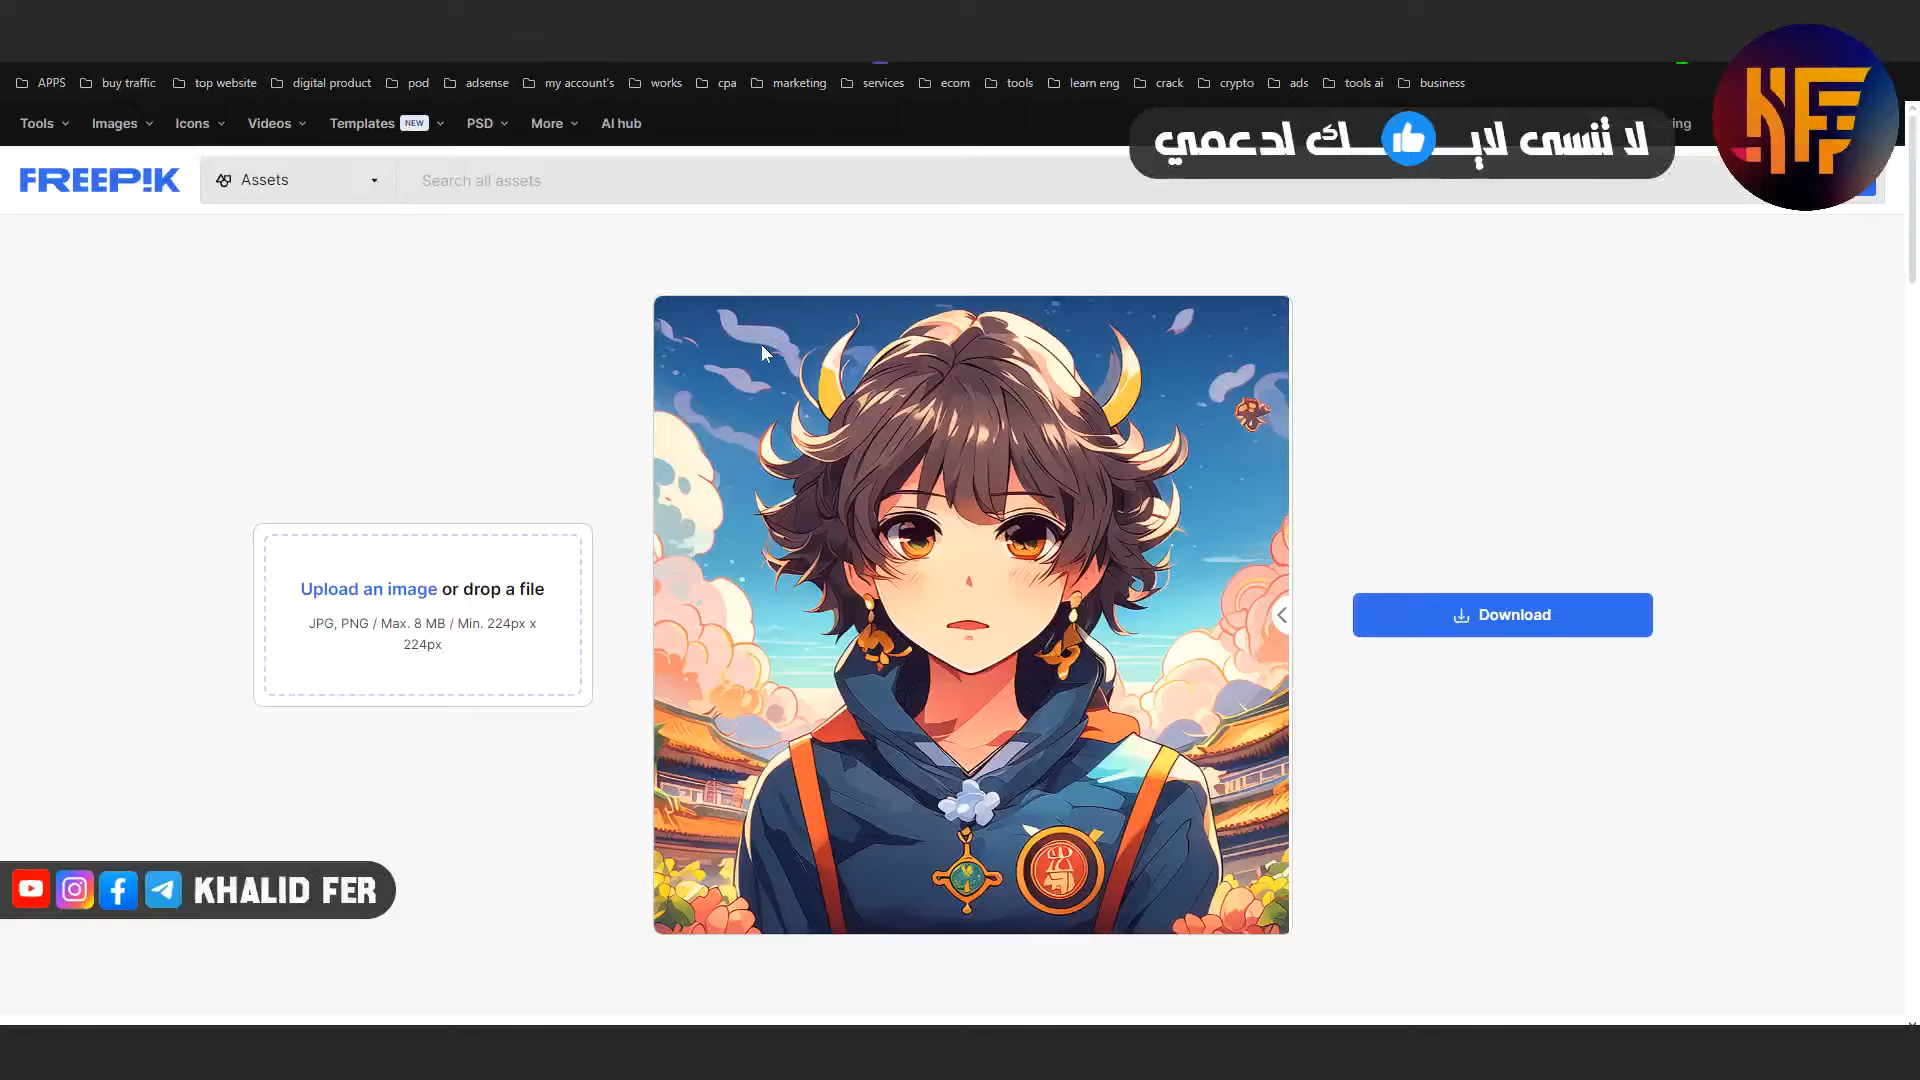 APPS buy traffic top website digital product pod adsense my account's works cpa marketing services ecom tools learn eng crack crypto ads tools ai business
Tools Images Icons Videos Templates NEW PSD More AI hub
لا تنسى لايـــك لدعمي
FREEPIK Assets Search all assets
Upload an image or drop a file
JPG, PNG / Max. 8 MB / Min. 224px x
224px
Download
KHALID FER